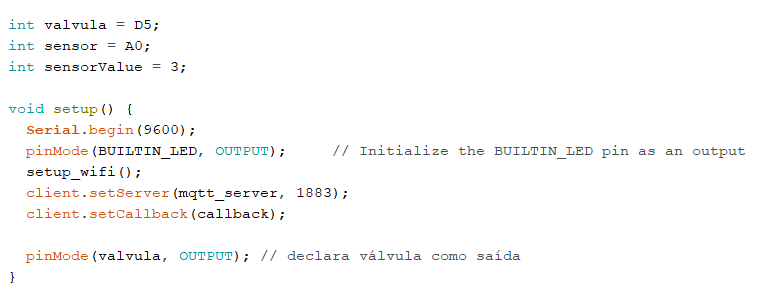 int valvula = D5;
int sensor = A0;
int sensorValue = 3;
void setup() {
Serial.begin(9600);
pinMode(BUILTIN_LED, OUTPUT); // Initialize the BUILTIN_LED pin as an output
setup_wifi();
client.setServer(mqtt_server, 1883);
client.setCallback(callback);
pinMode(valvula, OUTPUT); // declara válvula como saída
}